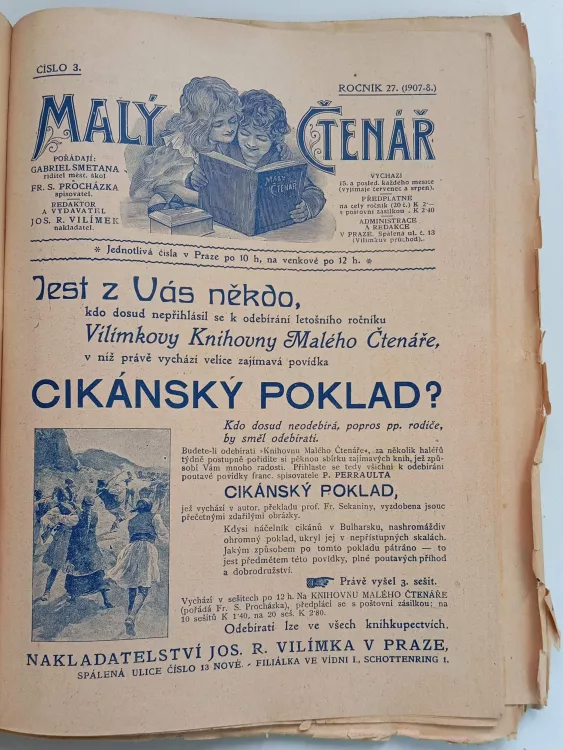 ČÍSLO 3.
ROČNÍK 27. (1907-8.)
MALÝ ČTENÁŘ
POŘÁDAJÍ:
GABRIEL SMETANA
ředitel měšť. škol
FR. S. PROCHÁZKA
spisovatel.
REDAKTOR
A VYDAVATEL
JOS. R. VILÍMEK
nakladatel.
MALÝ
ČTENÁŘ
VYCHÁZÍ
15. a posled. každého měsíce
(vyjímaje červenec a srpen).
PŘEDPLATNÉ
na celý ročník (20 č.) K 2·—
s poštovní zásilkou . K 2·40
ADMINISTRACE
A REDAKCE
V PRAZE, Spálená ul. č. 13
(Vilímkův průchod).
* Jednotlivá čísla v Praze po 10 h, na venkově po 12 h. *
Jest z Vás někdo,
kdo dosud nepřihlásil se k odebírání letošního ročníku
Vilímkovy Knihovny Malého Čtenáře,
v níž právě vychází velice zajímavá povídka
CIKÁNSKÝ POKLAD?
Kdo dosud neodebírá, popros pp. rodiče,
by směl odebírati.
Budete-li odebírati »Knihovnu Malého Čtenáře«, za několik haléřů
týdně postupně pořídíte si pěknou sbírku zajímavých knih, jež způ-
sobí Vám mnoho radosti. Přihlaste se tedy všichni k odebírání
poutavé povídky franc. spisovatele P. PERRAULTA
CIKÁNSKÝ POKLAD,
jež vychází v autor. překladu prof. Fr. Sekaniny, vyzdobena jsouc
přečetnými zdařilými obrázky.
Kdysi náčelník cikánů v Bulharsku, nashromáždiv
ohromný poklad, ukryl jej v nepřístupných skalách.
Jakým způsobem po tomto pokladu pátráno — to
jest předmětem této povídky, plné poutavých příhod
a dobrodružství.
☛ Právě vyšel 3. sešit.
Vychází v sešitech po 12 h. Na KNIHOVNU MALÉHO ČTENÁŘE
(pořádá Fr. S. Procházka), předplácí se s poštovní zásilkou: na
10 sešitů K 1·40, na 20 seš. K 2·80.
Odebírati lze ve všech knihkupectvích.
NAKLADATELSTVÍ JOS. R. VILÍMKA V PRAZE,
SPÁLENÁ ULICE ČÍSLO 13 NOVÉ. - FILIÁLKA VE VÍDNI I., SCHOTTENRING 1.